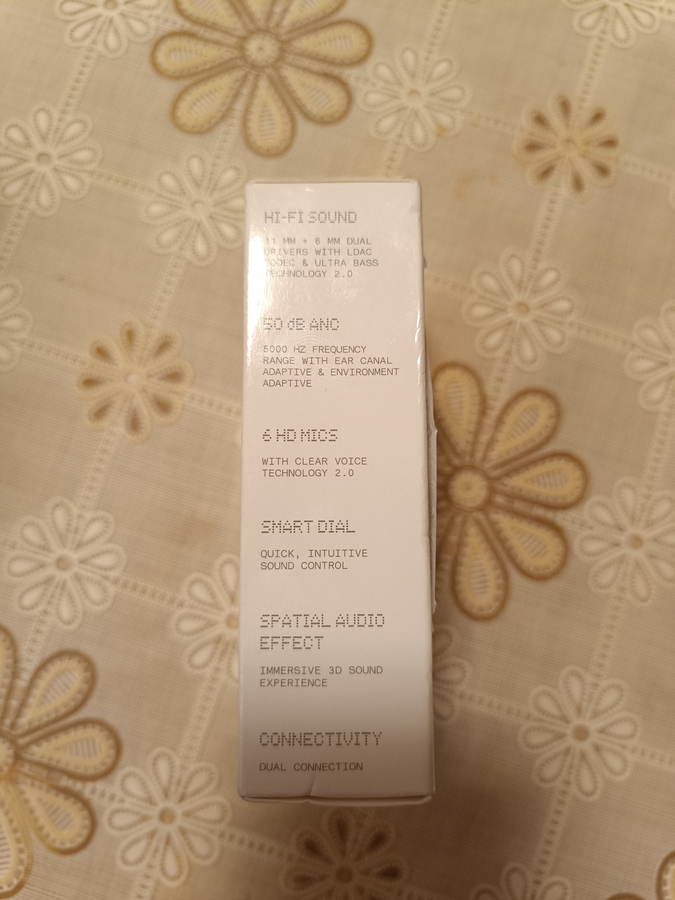 HI-FI SOUND
11 MM + 6 MM DUAL
DRIVERS WITH LDAC
CODEC & ULTRA BASS
TECHNOLOGY 2.0
50 dB ANC
5000 HZ FREQUENCY
RANGE WITH EAR CANAL
ADAPTIVE & ENVIRONMENT
ADAPTIVE
6 HD MICS
WITH CLEAR VOICE
TECHNOLOGY 2.0
SMART DIAL
QUICK, INTUITIVE
SOUND CONTROL
SPATIAL AUDIO
EFFECT
IMMERSIVE 3D SOUND
EXPERIENCE
CONNECTIVITY
DUAL CONNECTION